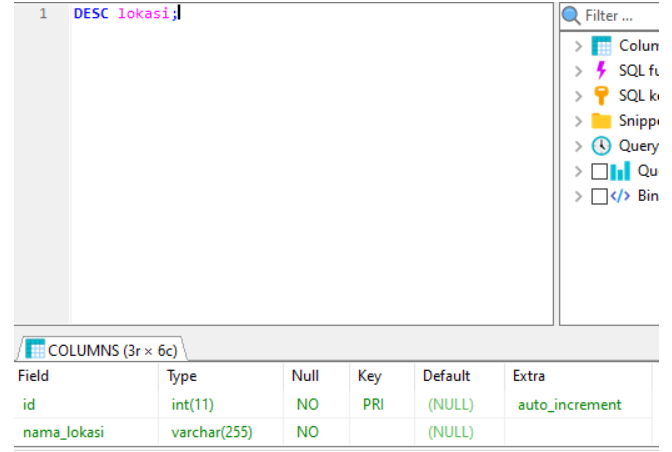 1 DESC lokasi;
Filter ...
Colum
SQL fu
SQL ke
Snippe
Query
Que
Bin
COLUMNS (3r × 6c)
Field Type Null Key Default Extra
id int(11) NO PRI (NULL) auto_increment
nama_lokasi varchar(255) NO (NULL)